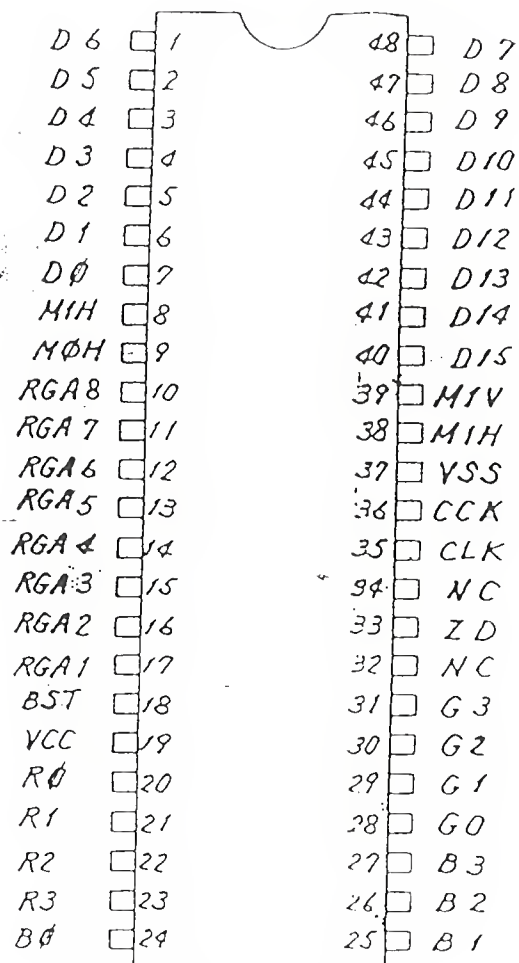 D6 1 48 D7
D5 2 47 D8
D4 3 46 D9
D3 4 45 D10
D2 5 44 D11
D1 6 43 D12
DØ 7 42 D13
M1H 8 41 D14
MØH 9 40 D15
RGA8 10 39 M1V
RGA7 11 38 M1H
RGA6 12 37 VSS
RGA5 13 36 CCK
RGA4 14 35 CLK
RGA3 15 94 NC
RGA2 16 33 ZD
RGA1 17 32 NC
BST 18 31 G3
VCC 19 30 G2
RØ 20 29 G1
R1 21 28 G0
R2 22 27 B3
R3 23 26 B2
BØ 24 25 B1